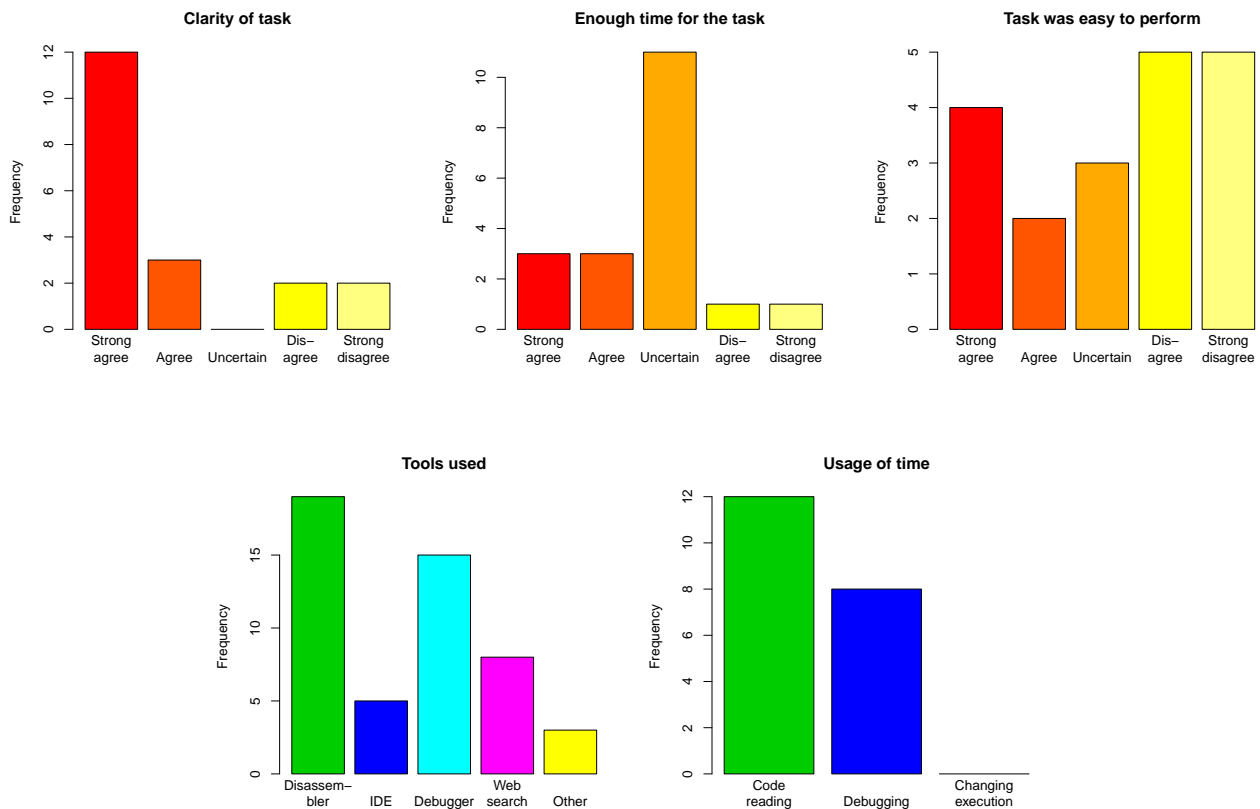 Clarity of task
Frequency
0
2
4
6
8
10
12
Strong
agree
Agree
Uncertain
Dis–
agree
Strong
disagree
Enough time for the task
Frequency
0
2
4
6
8
10
Strong
agree
Agree
Uncertain
Dis–
agree
Strong
disagree
Task was easy to perform
Frequency
0
1
2
3
4
5
Strong
agree
Agree
Uncertain
Dis–
agree
Strong
disagree
Tools used
Frequency
0
5
10
15
Disassem–
bler
IDE
Debugger
Web
search
Other
Usage of time
Frequency
0
2
4
6
8
10
12
Code
reading
Debugging
Changing
execution